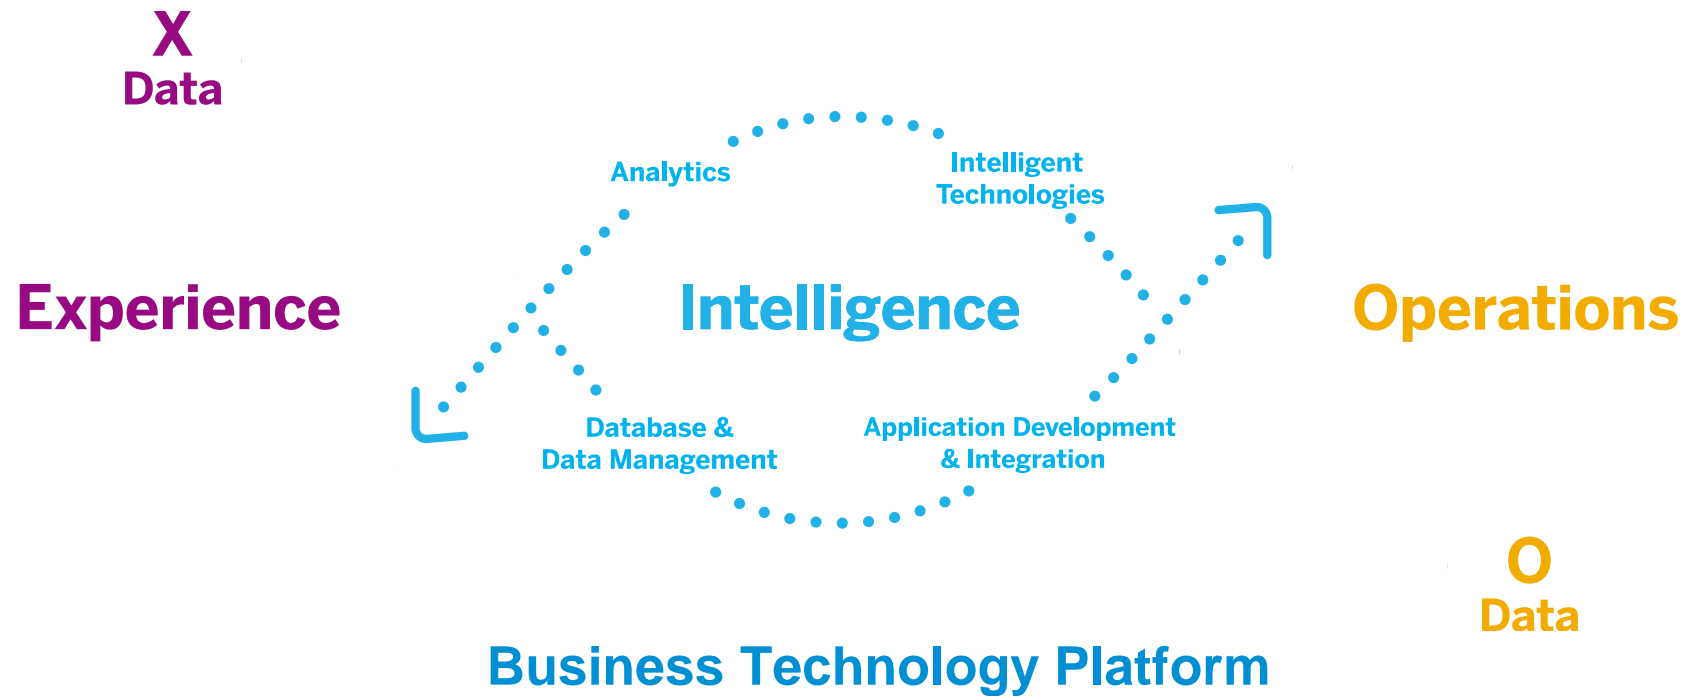 X
Data
Analytics
Intelligent
Technologies
Experience
Intelligence
Operations
Database &
Data Management
Application Development
& Integration
O
Data
Business Technology Platform